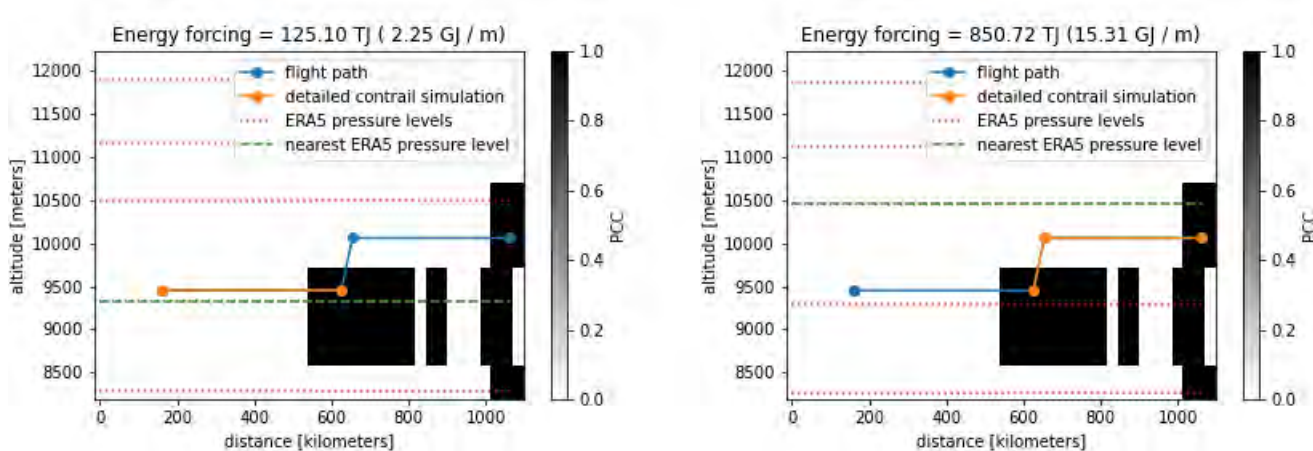 Energy forcing = 125.10 TJ ( 2.25 GJ / m)
12000
11500
11000
10500
10000
9500
9000
8500
altitude [meters]
flight path
detailed contrail simulation
ERA5 pressure levels
nearest ERA5 pressure level
0
200
400
600
800
1000
distance [kilometers]
1.0
0.8
0.6
0.4
0.2
0.0
PCC
Energy forcing = 850.72 TJ (15.31 GJ / m)
12000
11500
11000
10500
10000
9500
9000
8500
altitude [meters]
flight path
detailed contrail simulation
ERA5 pressure levels
nearest ERA5 pressure level
0
200
400
600
800
1000
distance [kilometers]
1.0
0.8
0.6
0.4
0.2
0.0
PCC